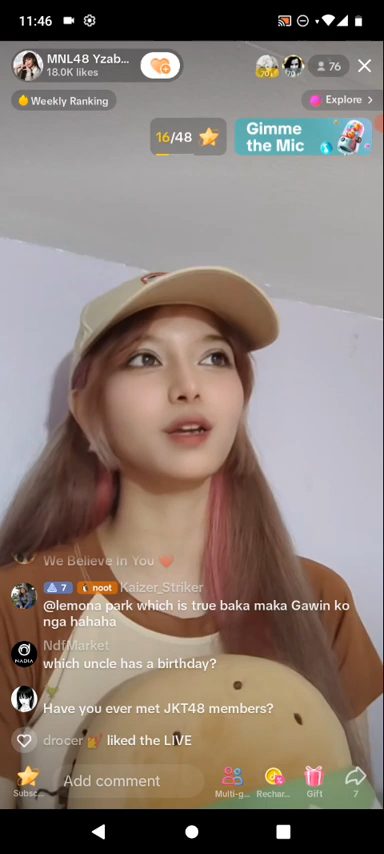 11:46
MNL48 Yzab...
18.0K likes
76
Weekly Ranking
Explore >
16/48
Gimme
the Mic
We Believe In You
7 noot Kaizer_Striker
@lemona park which is true baka maka Gawin ko
nga hahaha
NdfMarket
which uncle has a birthday?
Have you ever met JKT48 members?
drocer liked the LIVE
Subsc...
Add comment
Multi-g...
Rechar...
Gift
7